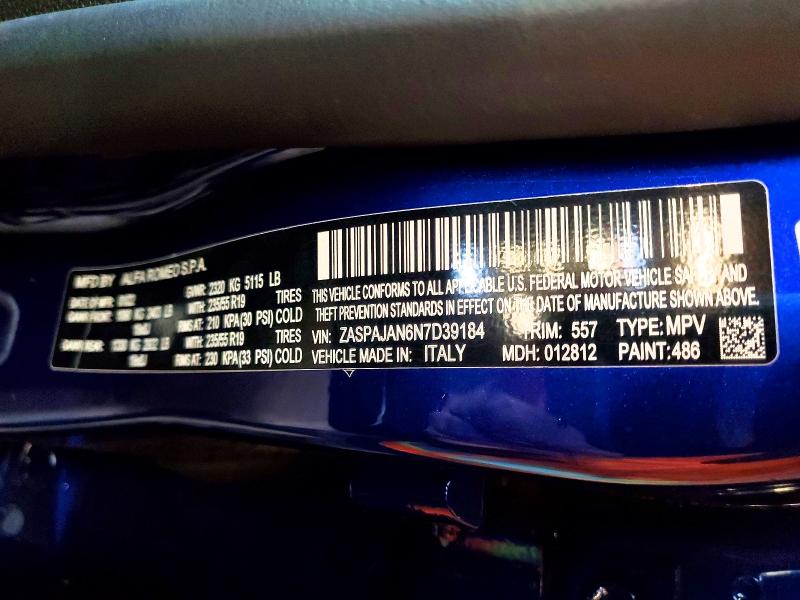 MFD BY ALFA ROMEO S.P.A.
GVWR: 2320 KG 5115 LB
WITH: 235/55 R19 TIRES
RIMS AT: 210 KPA (30 PSI) COLD
WITH: 235/55 R19 TIRES
RIMS AT: 230 KPA (33 PSI) COLD
THIS VEHICLE CONFORMS TO ALL APPLICABLE U.S. FEDERAL MOTOR VEHICLE SAFETY AND
THEFT PREVENTION STANDARDS IN EFFECT ON THE DATE OF MANUFACTURE SHOWN ABOVE.
VIN: ZASPAJAN6N7D39184 TRIM: 557 TYPE: MPV
VEHICLE MADE IN: ITALY MDH: 012812 PAINT: 486